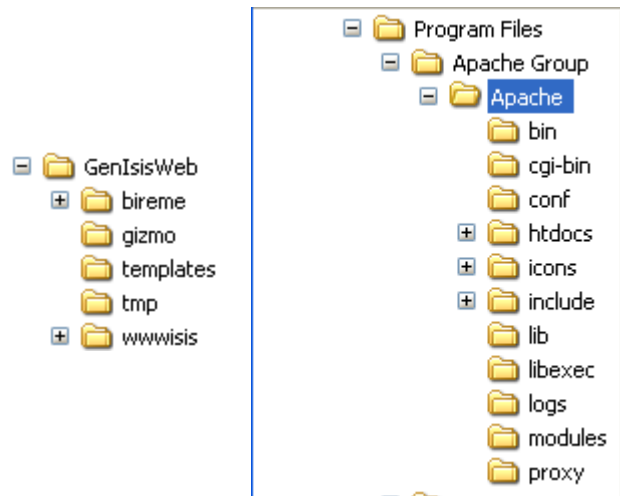 GenIsisWeb
bireme
gizmo
templates
tmp
wwwisis
Program Files
Apache Group
Apache
bin
cgi-bin
conf
htdocs
icons
include
lib
libexec
logs
modules
proxy